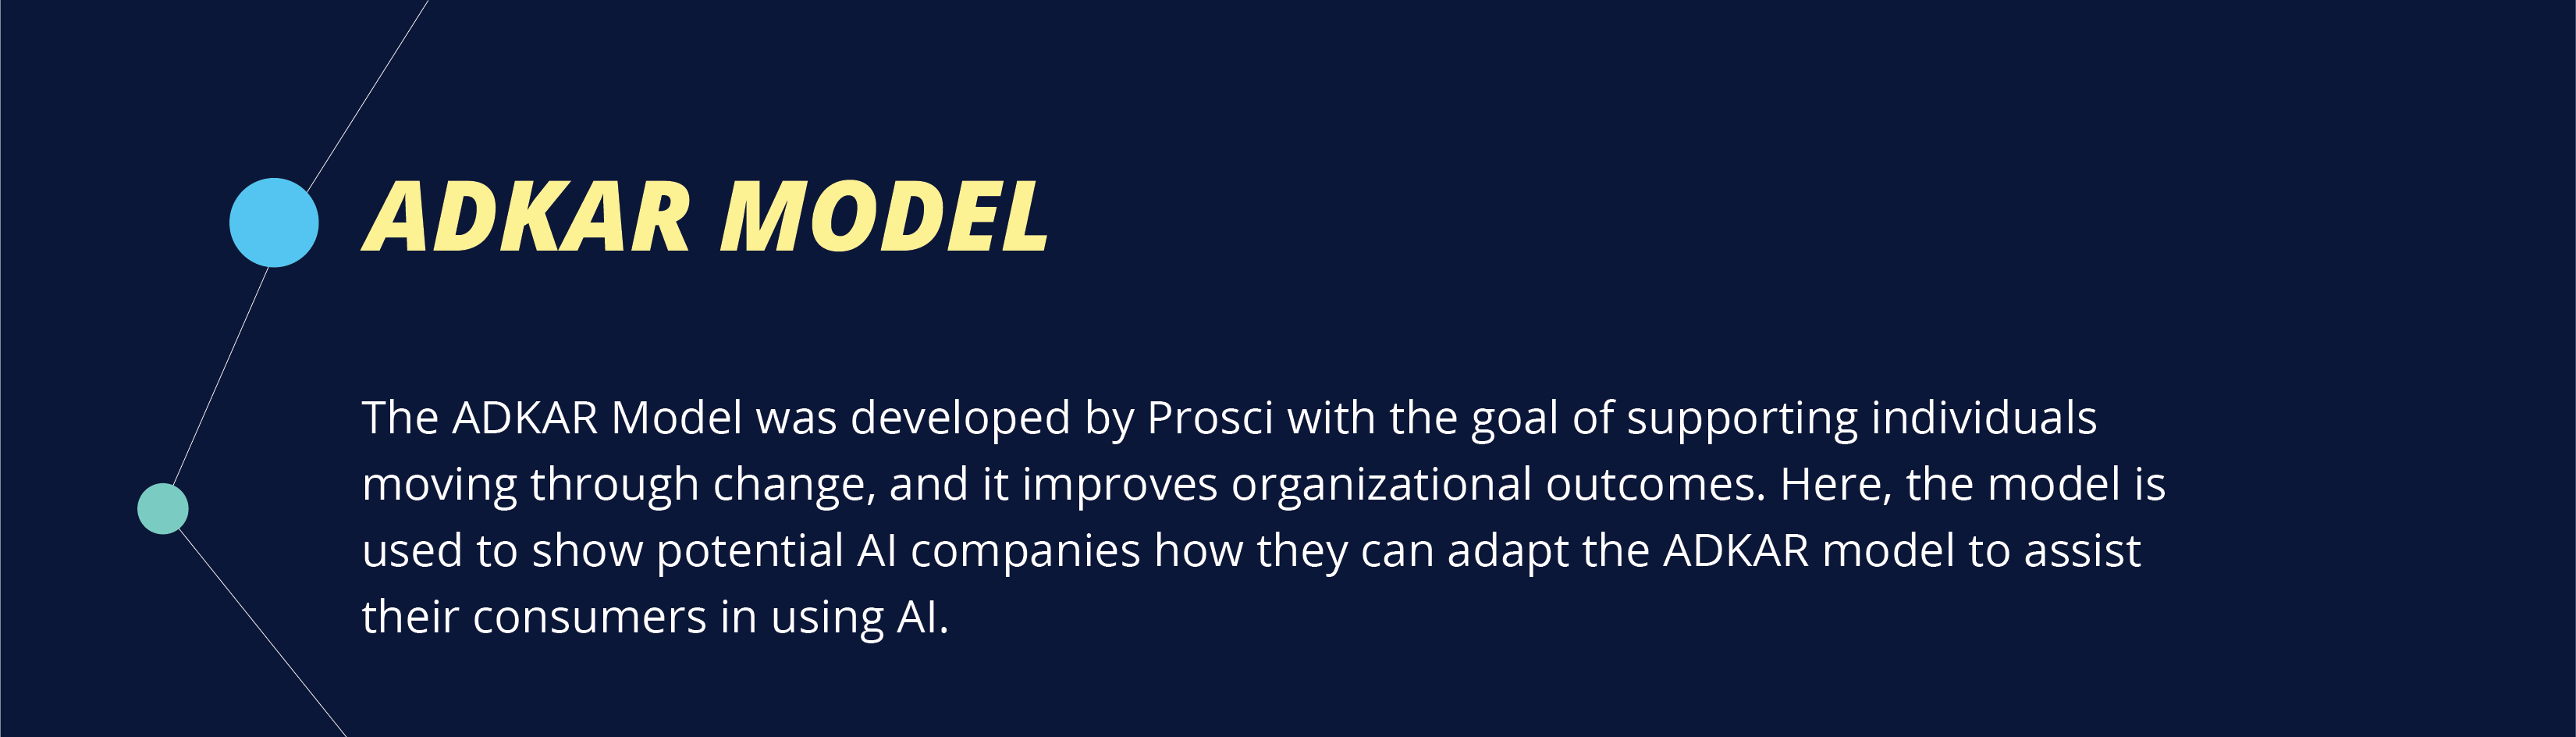 ADKAR MODEL
The ADKAR Model was developed by Prosci with the goal of supporting individuals
moving through change, and it improves organizational outcomes. Here, the model is
used to show potential AI companies how they can adapt the ADKAR model to assist
their consumers in using AI.